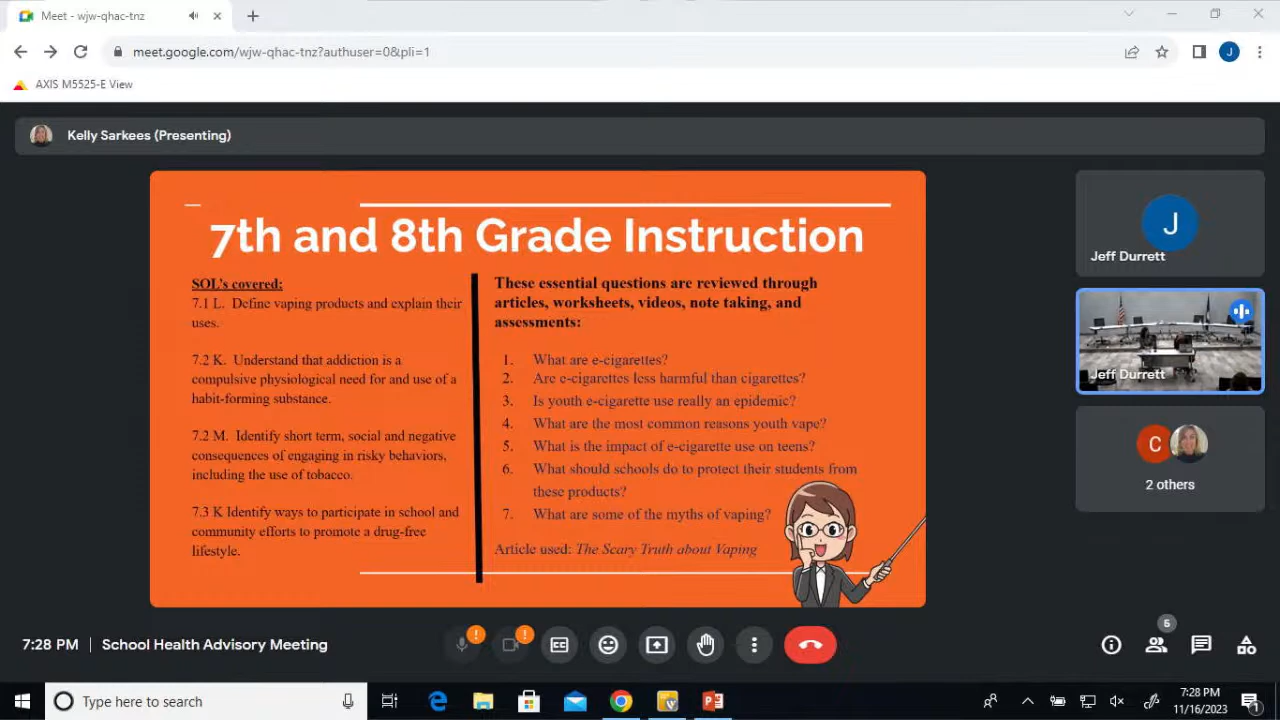 Meet - wjw-qhac-tnz
meet.google.com/wjw-qhac-tnz?authuser=0&pli=1
J
AXIS M5525-E View
Kelly Sarkees (Presenting)
7th and 8th Grade Instruction
SOL's covered:
7.1 L. Define vaping products and explain their
uses.
7.2 K. Understand that addiction is a
compulsive physiological need for and use of a
habit-forming substance.
7.2 M. Identify short term, social and negative
consequences of engaging in risky behaviors,
including the use of tobacco.
7.3 K Identify ways to participate in school and
community efforts to promote a drug-free
lifestyle.
These essential questions are reviewed through
articles, worksheets, videos, note taking, and
assessments:
1. What are e-cigarettes?
2. Are e-cigarettes less harmful than cigarettes?
3. Is youth e-cigarette use really an epidemic?
4. What are the most common reasons youth vape?
5. What is the impact of e-cigarette use on teens?
6. What should schools do to protect their students from
these products?
7. What are some of the myths of vaping?
Article used: The Scary Truth about Vaping
J
Jeff Durrett
Jeff Durrett
C
2 others
7:28 PM | School Health Advisory Meeting
!
!
CC
5
Type here to search
7:28 PM
11/16/2023
1